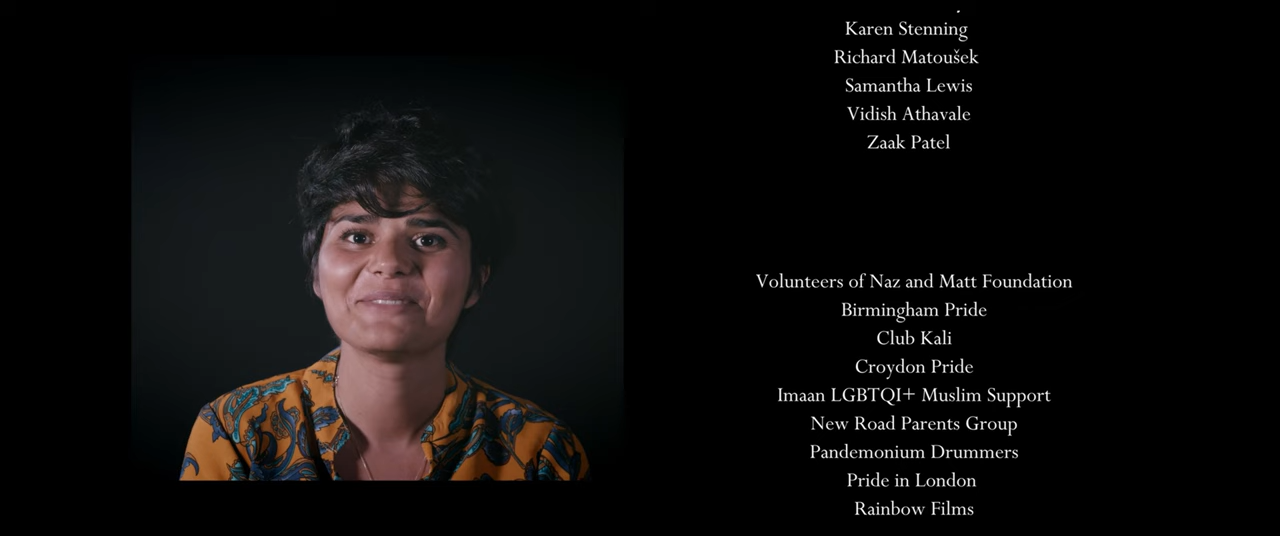 Karen Stenning
Richard Matoušek
Samantha Lewis
Vidish Athavale
Zaak Patel
Volunteers of Naz and Matt Foundation
Birmingham Pride
Club Kali
Croydon Pride
Imaan LGBTQI+ Muslim Support
New Road Parents Group
Pandemonium Drummers
Pride in London
Rainbow Films